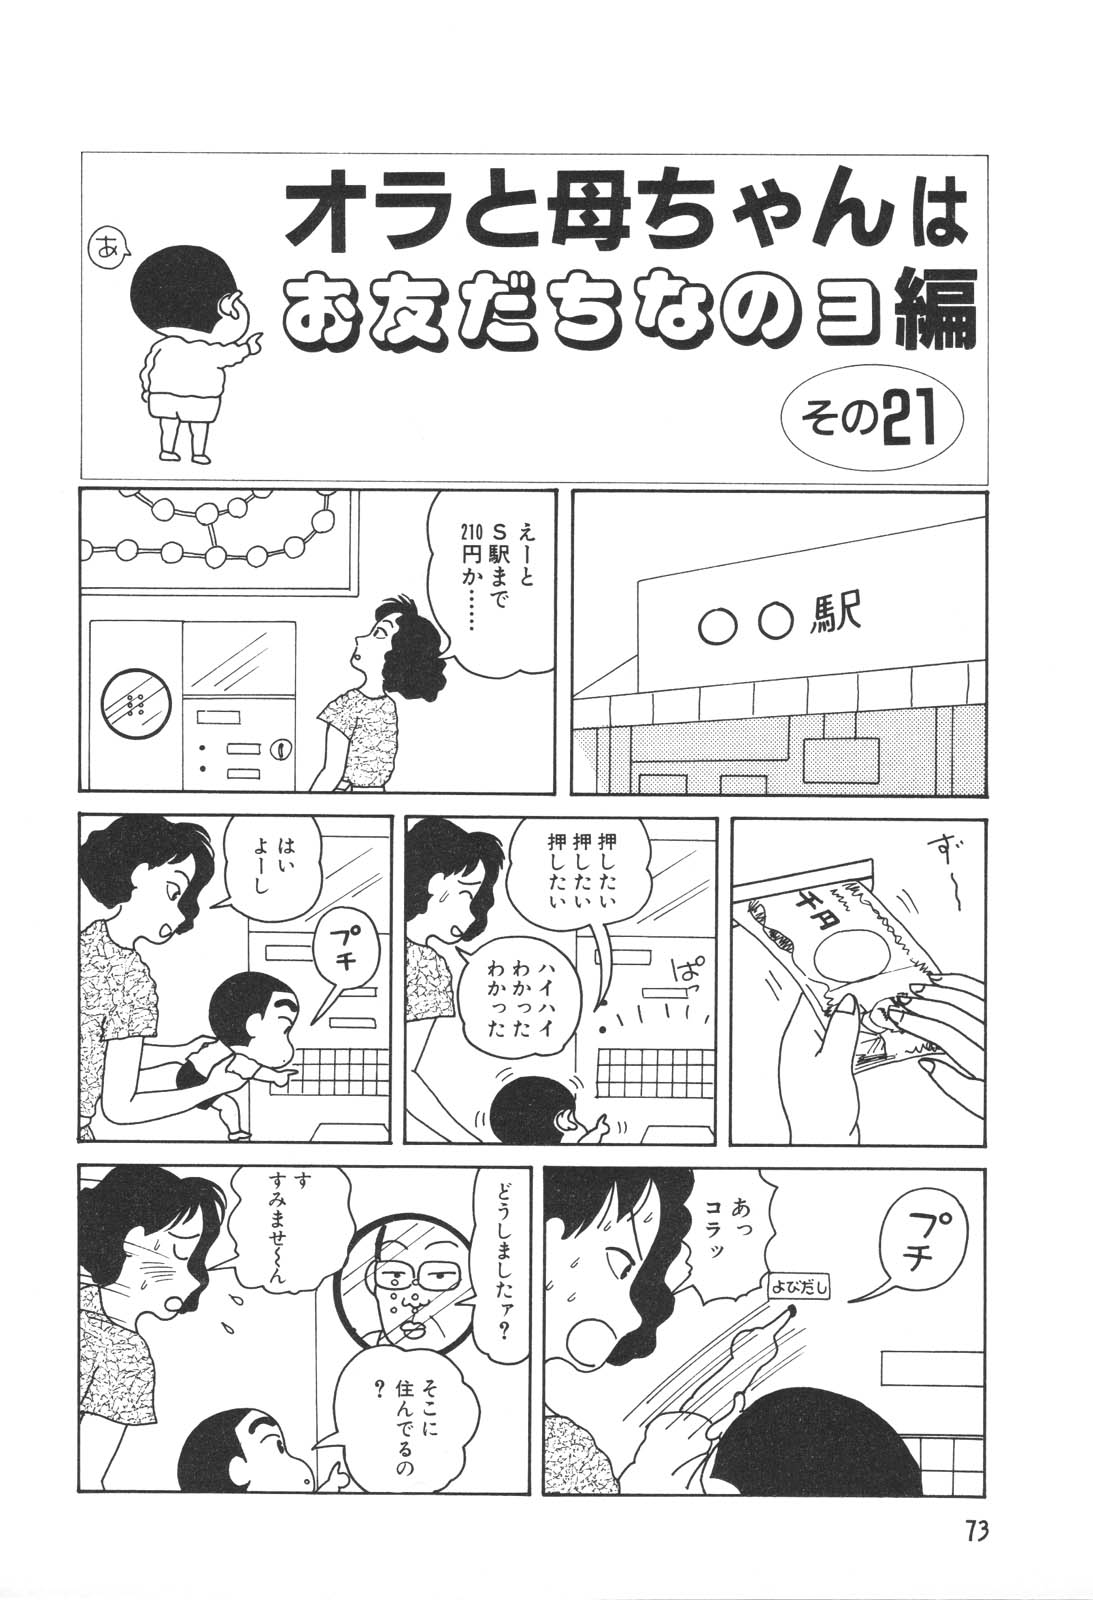 オラと母ちゃんは
お友だちなのヨ編
その21
あ
○○駅
えーと
S駅まで
210円か……
ず〜
千円
押したい
押したい
押したい
ぱっ
ハイハイ
わかった
わかった
はい
よーし
プチ
プチ
よびだし
あっ
コラッ
どうしましたァ?
す
すみませ〜ん
そこに
住んでるの
?
73